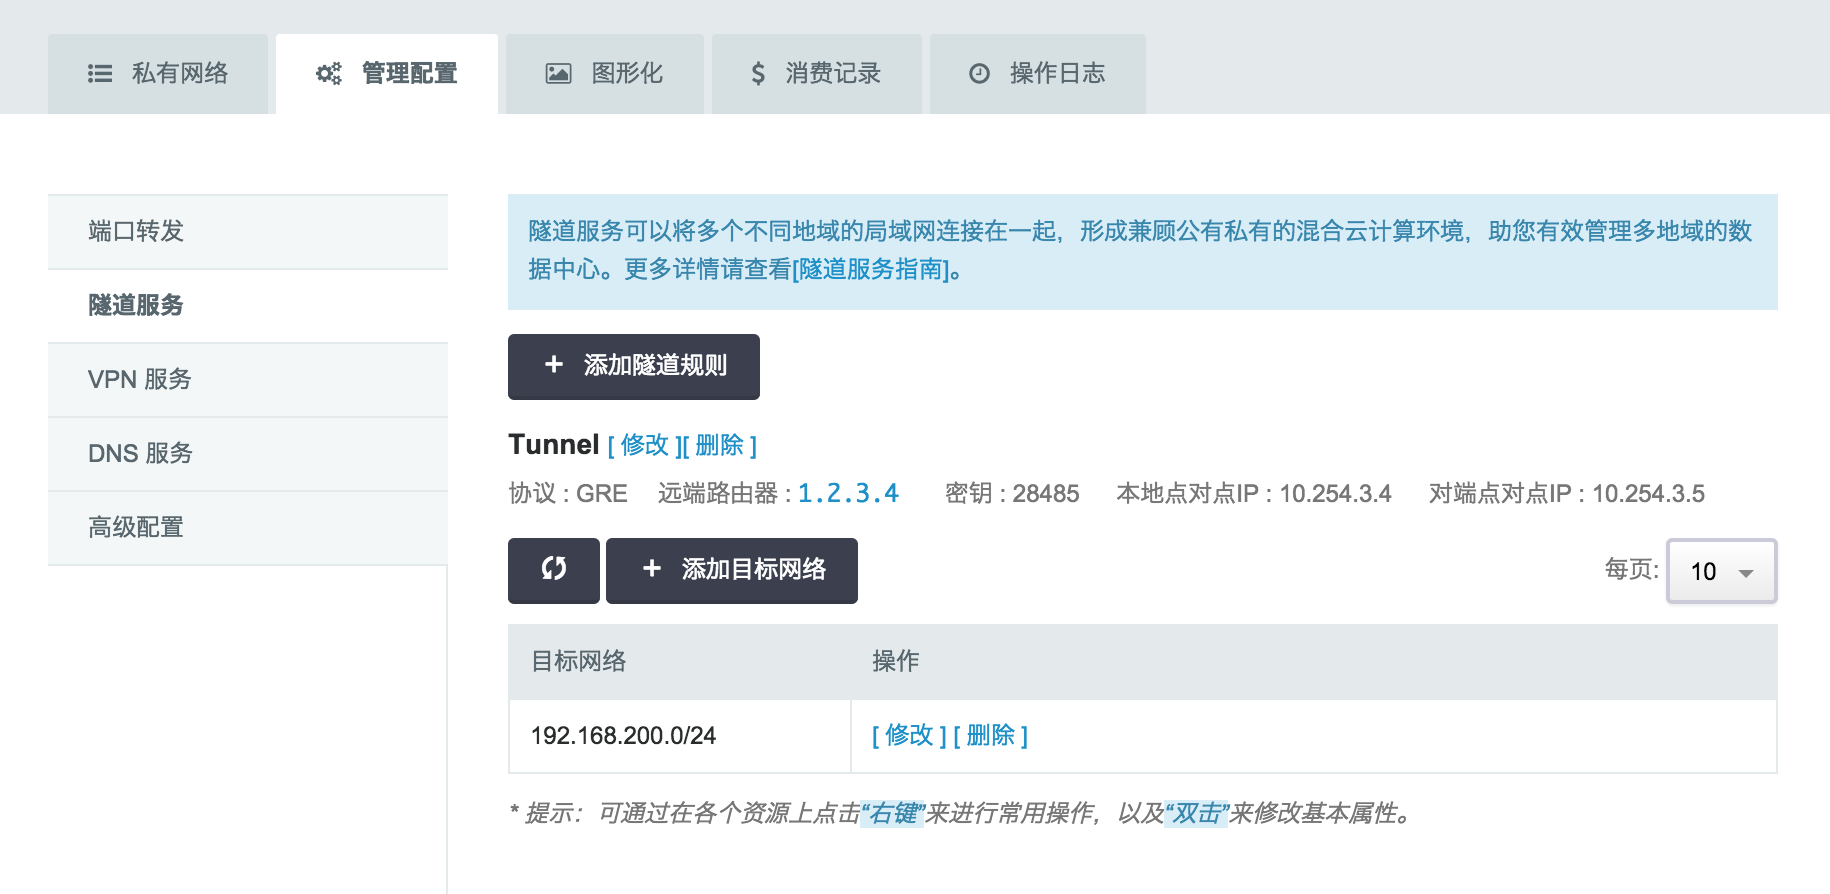 私有网络
管理配置
图形化
消费记录
操作日志
端口转发
隧道服务
VPN 服务
DNS 服务
高级配置
隧道服务可以将多个不同地域的局域网连接在一起，形成兼顾公有私有的混合云计算环境，助您有效管理多地域的数
据中心。更多详情请查看[隧道服务指南]。
+ 添加隧道规则
Tunnel [ 修改 ][ 删除 ]
协议 : GRE 远端路由器 : 1.2.3.4 密钥 : 28485 本地点对点IP : 10.254.3.4 对端点对点IP : 10.254.3.5
+ 添加目标网络
每页: 10
目标网络 操作
192.168.200.0/24 [ 修改 ] [ 删除 ]
* 提示：可通过在各个资源上点击“右键”来进行常用操作，以及“双击”来修改基本属性。